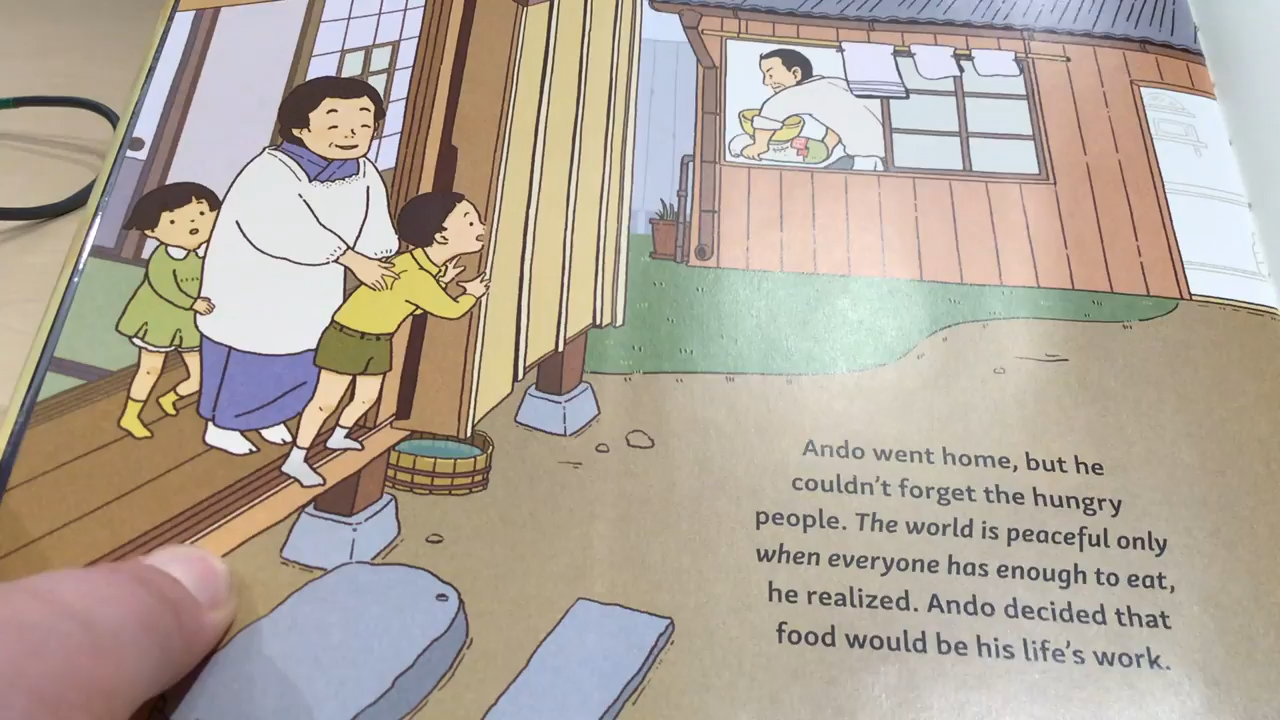 Ando went home, but he
couldn't forget the hungry
people. The world is peaceful only
when everyone has enough to eat,
he realized. Ando decided that
food would be his life's work.